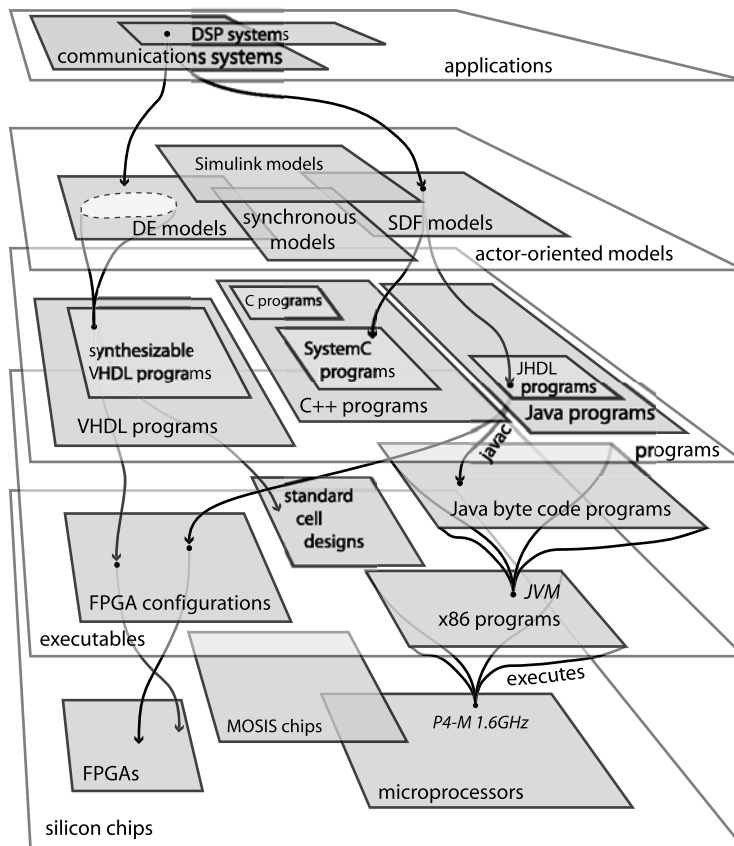 DSP systems
communications systems
applications
Simulink models
synchronous
models
DE models
SDF models
actor-oriented models
C programs
synthesizable
VHDL programs
SystemC
programs
JHDL
programs
C++ programs
Java programs
VHDL programs
programs
javac
standard
cell
designs
Java byte code programs
FPGA configurations
JVM
x86 programs
executables
executes
MOSIS chips
P4-M 1.6GHz
FPGAs
microprocessors
silicon chips